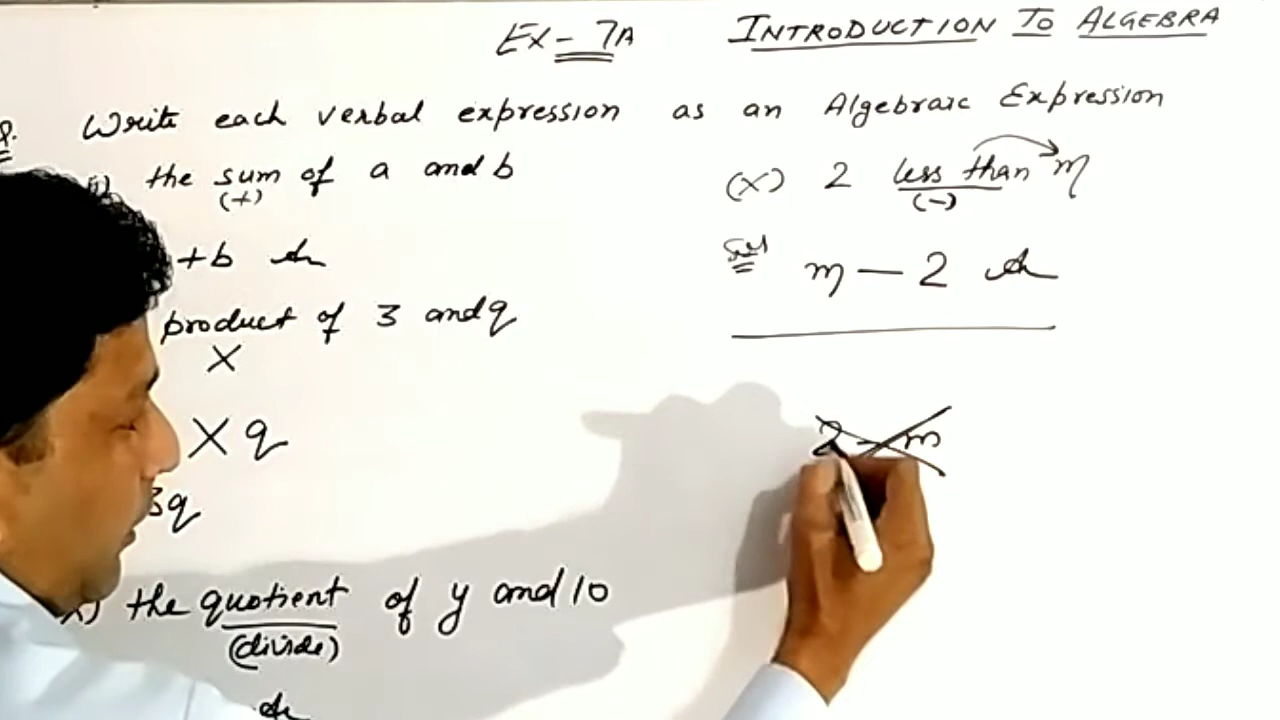 Ex - 7A
INTRODUCTION TO ALGEBRA
Q. Write each verbal expression as an Algebraic Expression
i) the sum of a and b
(+)
+b
product of 3 and q
×
× q
3q
x) the quotient of y and 10
(divide)
(x) 2 less than m
(-)
Sol
m — 2
2 - m